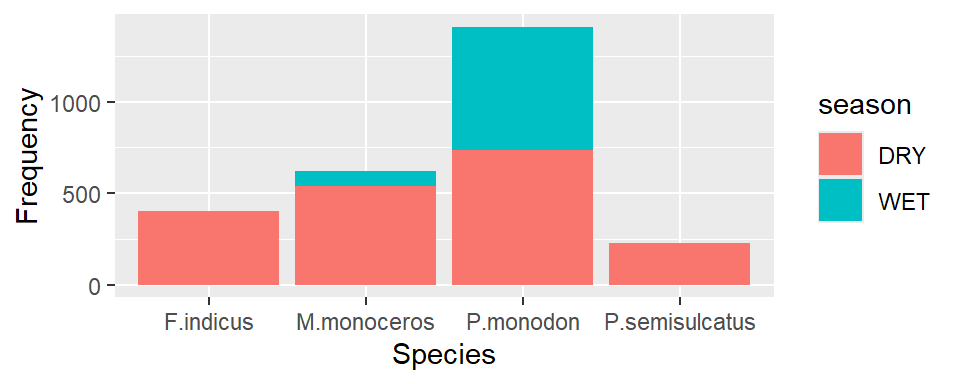 Frequency
1000
500
0
F.indicus M.monoceros P.monodon P.semisulcatus
Species
season
DRY
WET